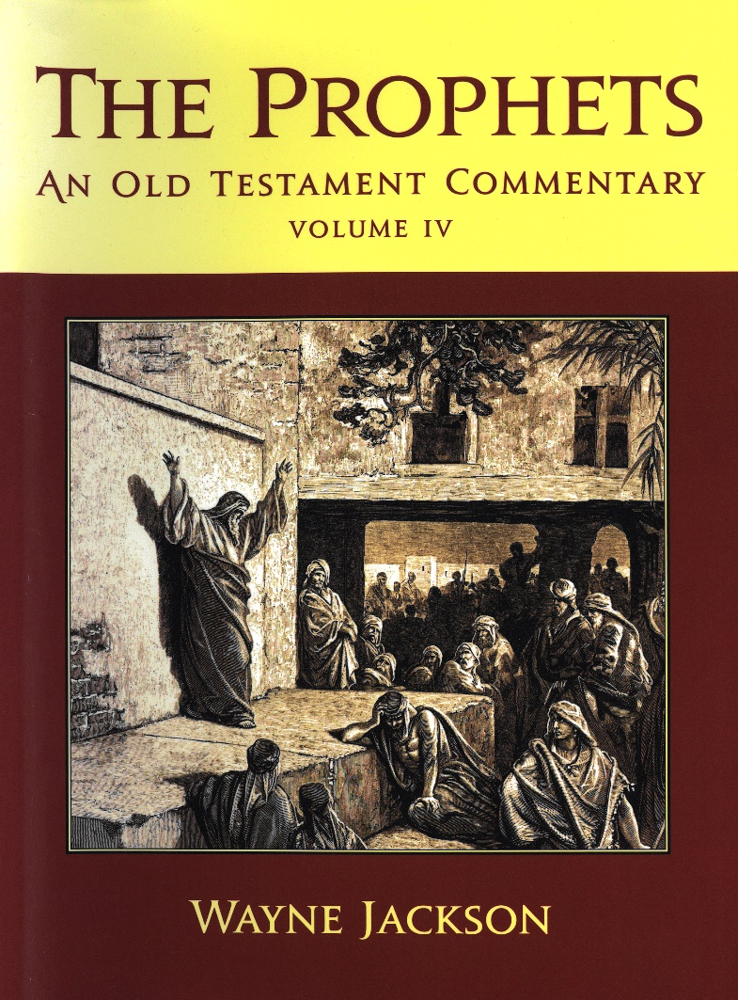 The Prophets
An Old Testament Commentary
Volume IV
Wayne Jackson